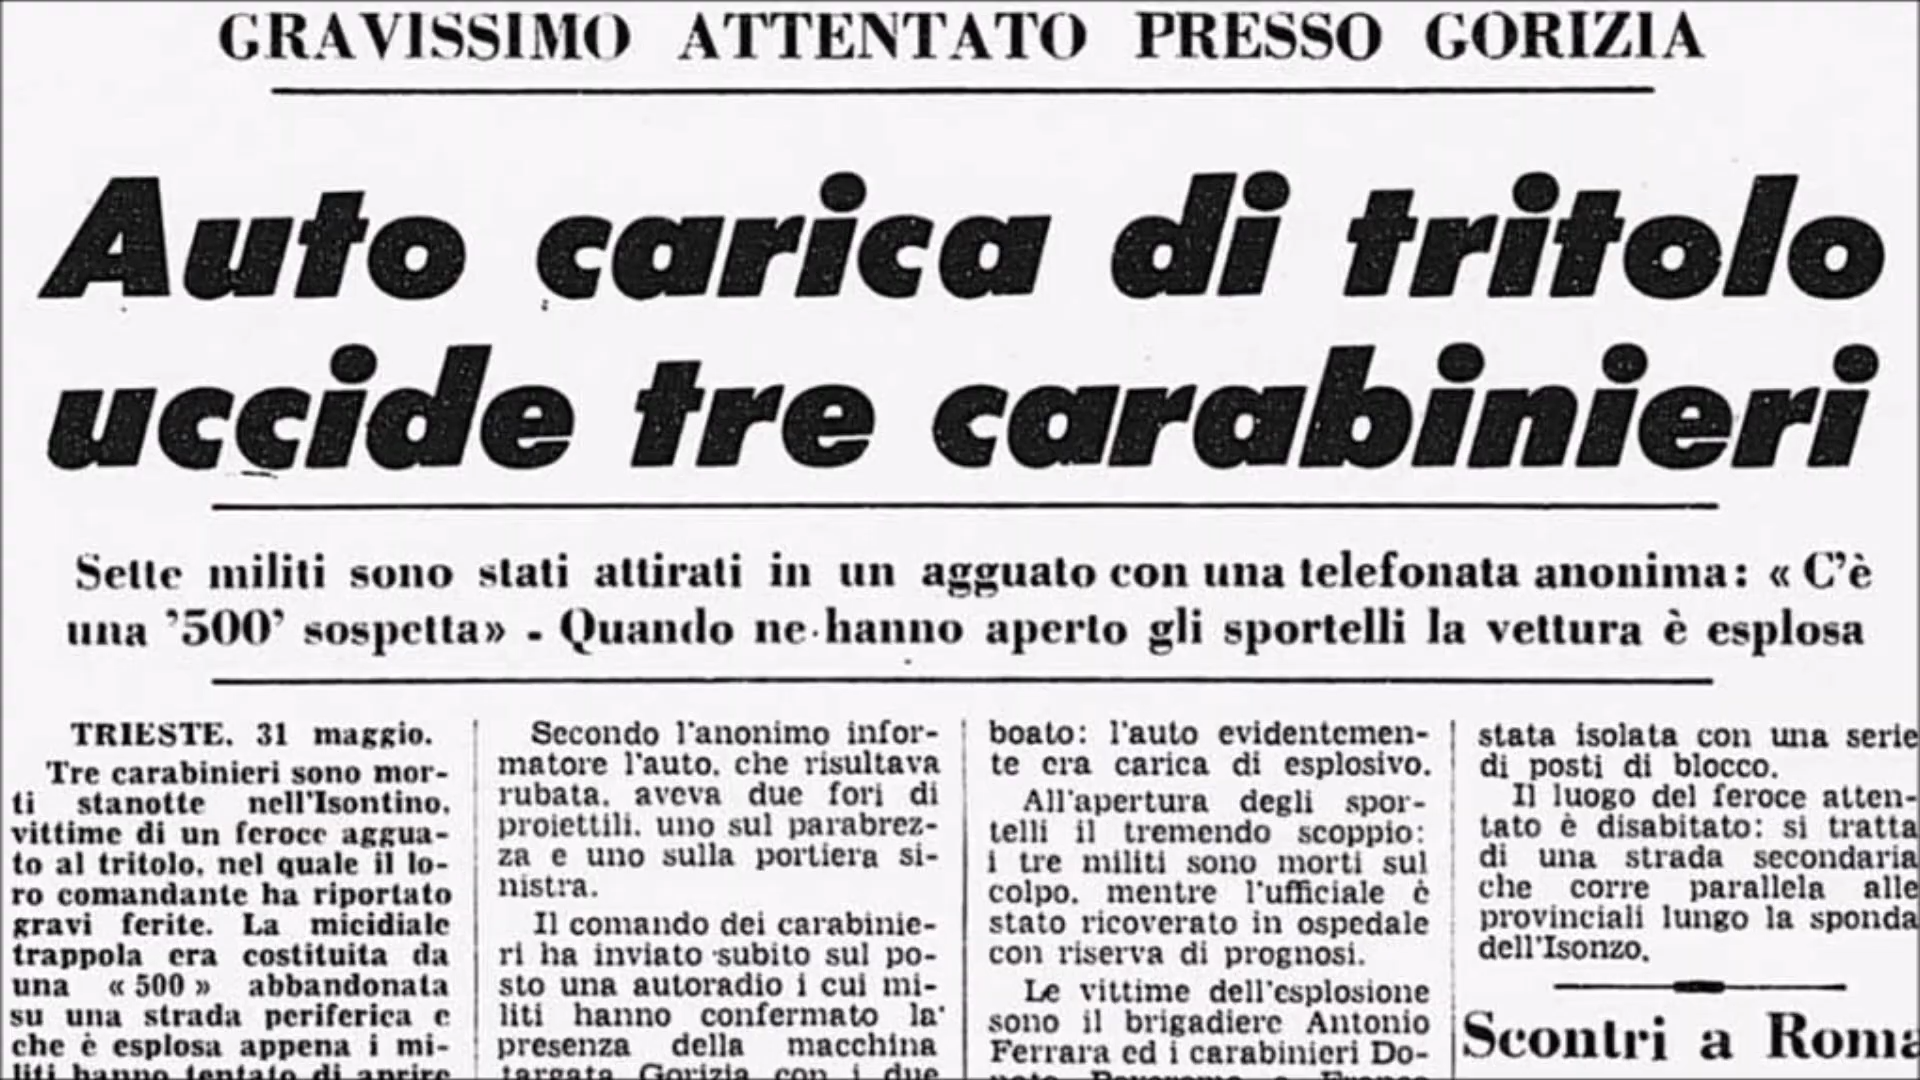 GRAVISSIMO ATTENTATO PRESSO GORIZIA
Auto carica di tritolo
uccide tre carabinieri
Sette militi sono stati attirati in un agguato con una telefonata anonima: « C'è
una '500' sospetta» - Quando ne hanno aperto gli sportelli la vettura è esplosa
TRIESTE, 31 maggio.
Tre carabinieri sono mor-
ti stanotte nell'Isontino,
vittime di un feroce aggua-
to al tritolo, nel quale il lo-
ro comandante ha riportato
gravi ferite. La micidiale
trappola era costituita da
una « 500 » abbandonata
su una strada periferica e
che è esplosa appena i mi-
liti hanno tentato di aprire
Secondo l'anonimo infor-
matore l'auto, che risultava
rubata, aveva due fori di
proiettili, uno sul parabrez-
za e uno sulla portiera si-
nistra.
Il comando dei carabinie-
ri ha inviato subito sul po-
sto una autoradio i cui mi-
liti hanno confermato la
presenza della macchina
targata Gorizia con i due
boato: l'auto evidentemen-
te era carica di esplosivo.
All'apertura degli spor-
telli il tremendo scoppio:
i tre militi sono morti sul
colpo, mentre l'ufficiale è
stato ricoverato in ospedale
con riserva di prognosi.
Le vittime dell'esplosione
sono il brigadiere Antonio
Ferrara ed i carabinieri Do-
stata isolata con una serie
di posti di blocco.
Il luogo del feroce atten-
tato è disabitato: si tratta
di una strada secondaria
che corre parallela alle
provinciali lungo la sponda
dell'Isonzo.
Scontri a Roma